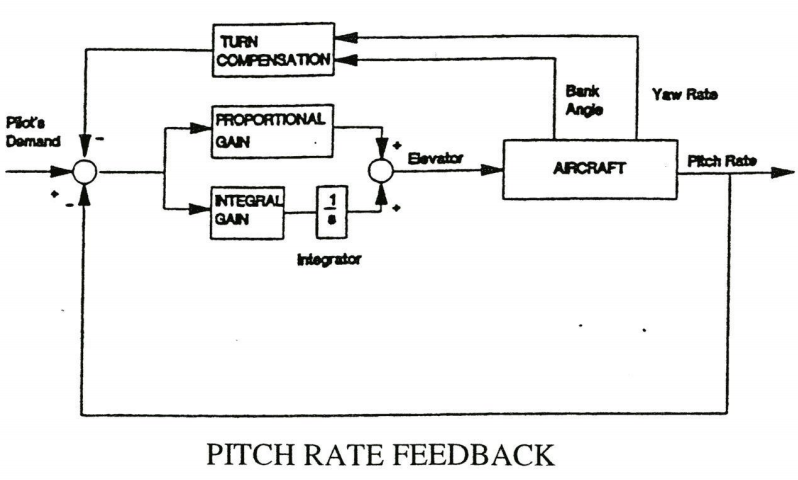 TURN
COMPENSATION
Bank
Angle
Yaw Rate
Pilot's
Demand
-
PROPORTIONAL
GAIN
+
Elevator
AIRCRAFT
Pitch Rate
+
-
INTEGRAL
GAIN
1
s
+
Integrator
PITCH RATE FEEDBACK